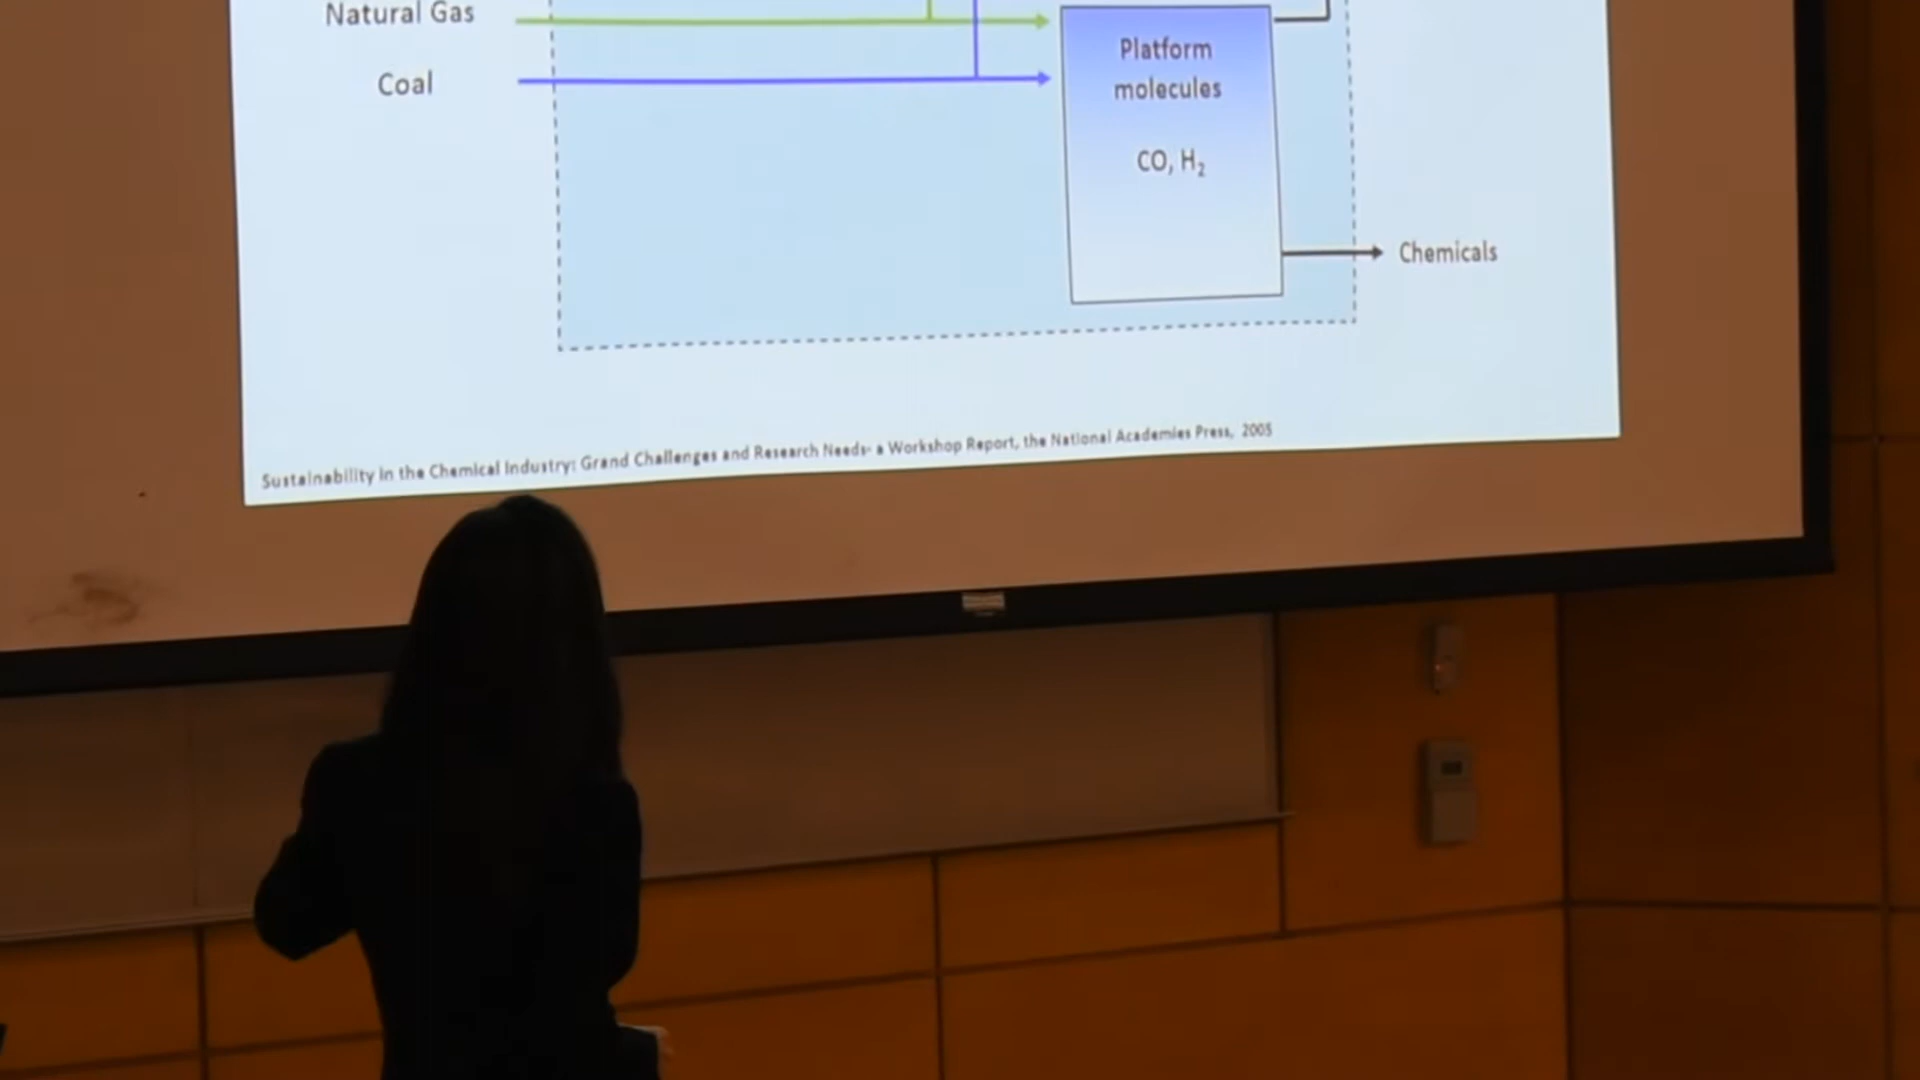 Natural Gas
Coal
Platform
molecules
CO, H₂
Chemicals
Sustainability in the Chemical Industry: Grand Challenges and Research Needs- a Workshop Report, the National Academies Press, 2005